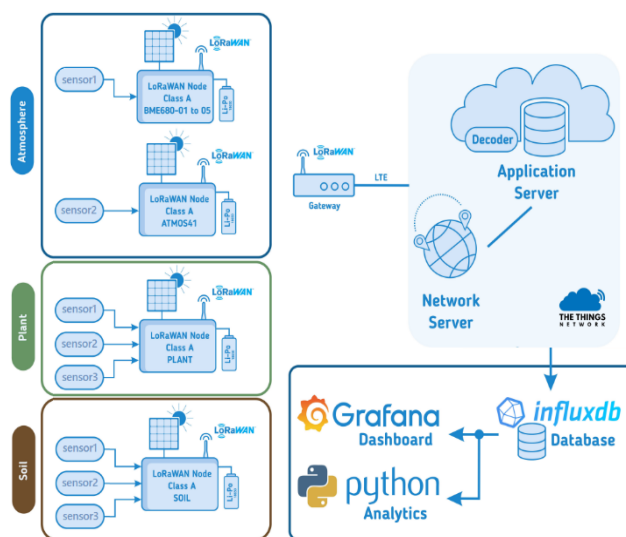 Atmosphere
sensor1
LoRaWAN
LoRaWAN Node
Class A
BME680-01 to 05
Li-Po
sensor2
LoRaWAN
LoRaWAN Node
Class A
ATMOS41
Li-Po
Plant
sensor1
sensor2
sensor3
LoRaWAN
LoRaWAN Node
Class A
PLANT
Li-Po
Soil
sensor1
sensor2
sensor3
LoRaWAN
LoRaWAN Node
Class A
SOIL
Li-Po
LoRaWAN
Gateway
LTE
Decoder
Application
Server
Network
Server
THE THINGS
NETWORK
Grafana
Dashboard
influxdb
Database
python
Analytics